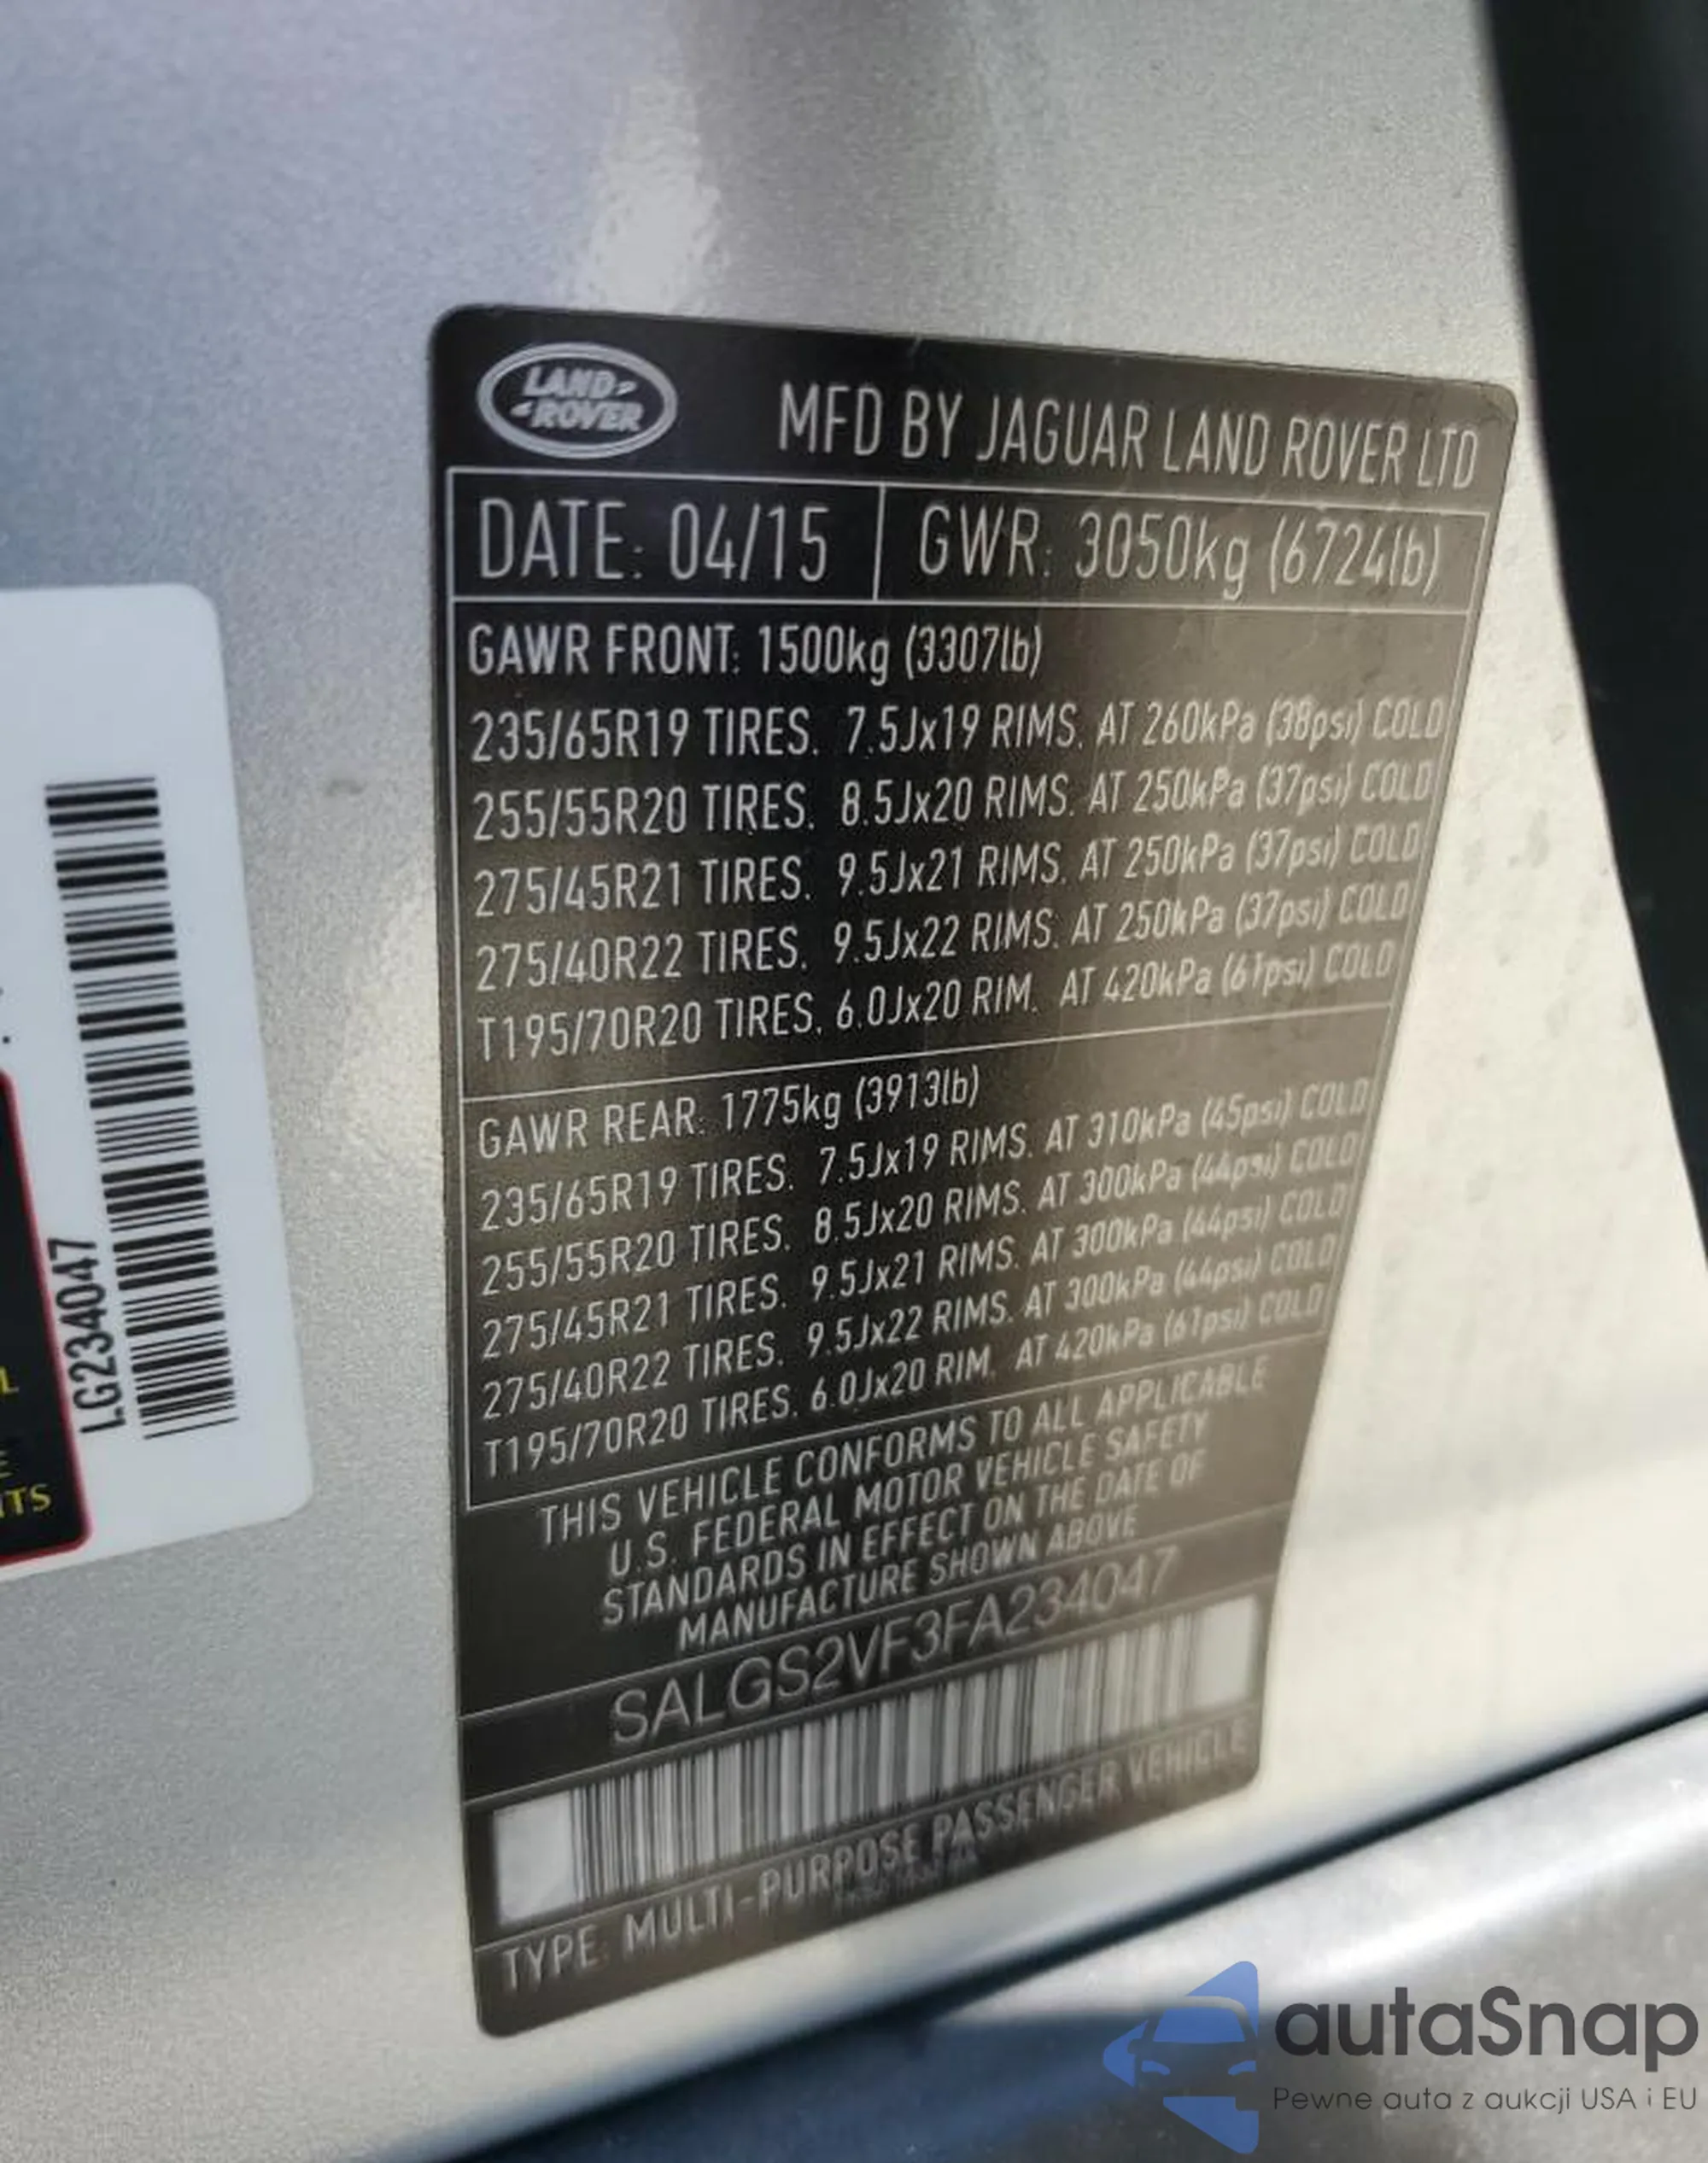 LAND ROVER
MFD BY JAGUAR LAND ROVER LTD
DATE: 04/15 GWR: 3050kg (6724lb)
GAWR FRONT: 1500kg (3307lb)
235/65R19 TIRES. 7.5Jx19 RIMS. AT 260kPa (38psi) COLD
255/55R20 TIRES. 8.5Jx20 RIMS. AT 250kPa (37psi) COLD
275/45R21 TIRES. 9.5Jx21 RIMS. AT 250kPa (37psi) COLD
275/40R22 TIRES. 9.5Jx22 RIMS. AT 250kPa (37psi) COLD
T195/70R20 TIRES. 6.0Jx20 RIM. AT 420kPa (61psi) COLD
GAWR REAR: 1775kg (3913lb)
235/65R19 TIRES. 7.5Jx19 RIMS. AT 310kPa (45psi) COLD
255/55R20 TIRES. 8.5Jx20 RIMS. AT 300kPa (44psi) COLD
275/45R21 TIRES. 9.5Jx21 RIMS. AT 300kPa (44psi) COLD
275/40R22 TIRES. 9.5Jx22 RIMS. AT 300kPa (44psi) COLD
T195/70R20 TIRES. 6.0Jx20 RIM. AT 420kPa (61psi) COLD
THIS VEHICLE CONFORMS TO ALL APPLICABLE
U.S. FEDERAL MOTOR VEHICLE SAFETY
STANDARDS IN EFFECT ON THE DATE OF
MANUFACTURE SHOWN ABOVE
SALGS2VF3FA234047
TYPE: MULTI-PURPOSE PASSENGER VEHICLE
LG234047
L
E
ITS
autaSnap
Pewne auta z aukcji USA i EU